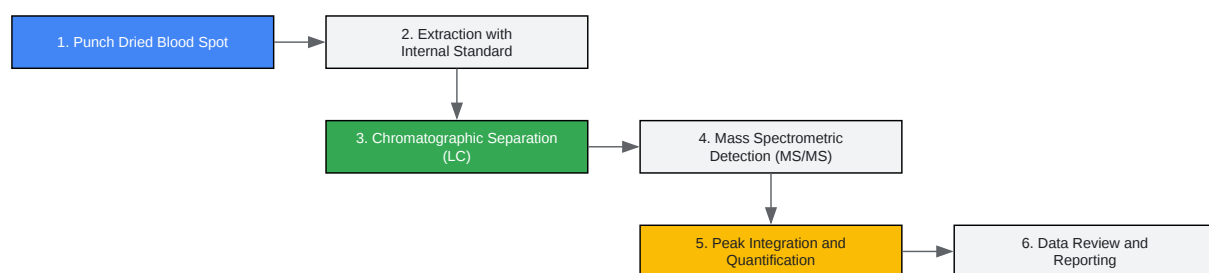 1. Punch Dried Blood Spot
2. Extraction with
Internal Standard
3. Chromatographic Separation
(LC)
4. Mass Spectrometric
Detection (MS/MS)
5. Peak Integration and
Quantification
6. Data Review and
Reporting